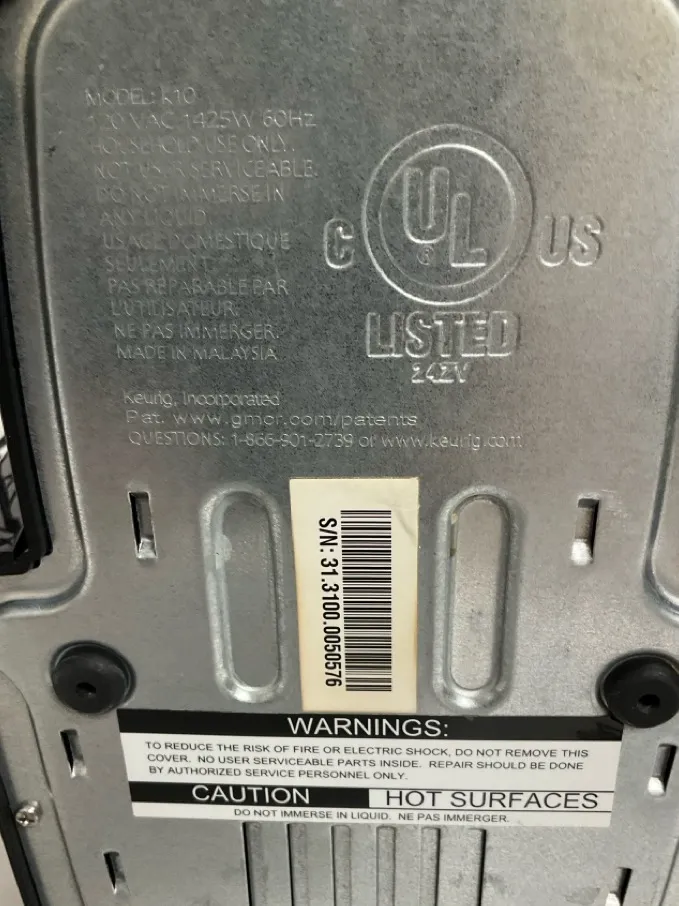 MODEL: K10
120 VAC 1425W 60Hz
HOUSEHOLD USE ONLY.
NOT USER SERVICEABLE.
DO NOT IMMERSE IN
ANY LIQUID.
USAGE DOMESTIQUE
SEULEMENT.
PAS REPARABLE PAR
L'UTILISATEUR.
NE PAS IMMERGER.
MADE IN MALAYSIA
C UL ® US
LISTED
24ZV
Keurig, Incorporated
Pat. www.gmcr.com/patents
QUESTIONS: 1-866-901-2739 or www.keurig.com
S/N: 31.3100.0050576
WARNINGS:
TO REDUCE THE RISK OF FIRE OR ELECTRIC SHOCK, DO NOT REMOVE THIS
COVER. NO USER SERVICEABLE PARTS INSIDE. REPAIR SHOULD BE DONE
BY AUTHORIZED SERVICE PERSONNEL ONLY.
CAUTION HOT SURFACES
DO NOT IMMERSE IN LIQUID. NE PAS IMMERGER.